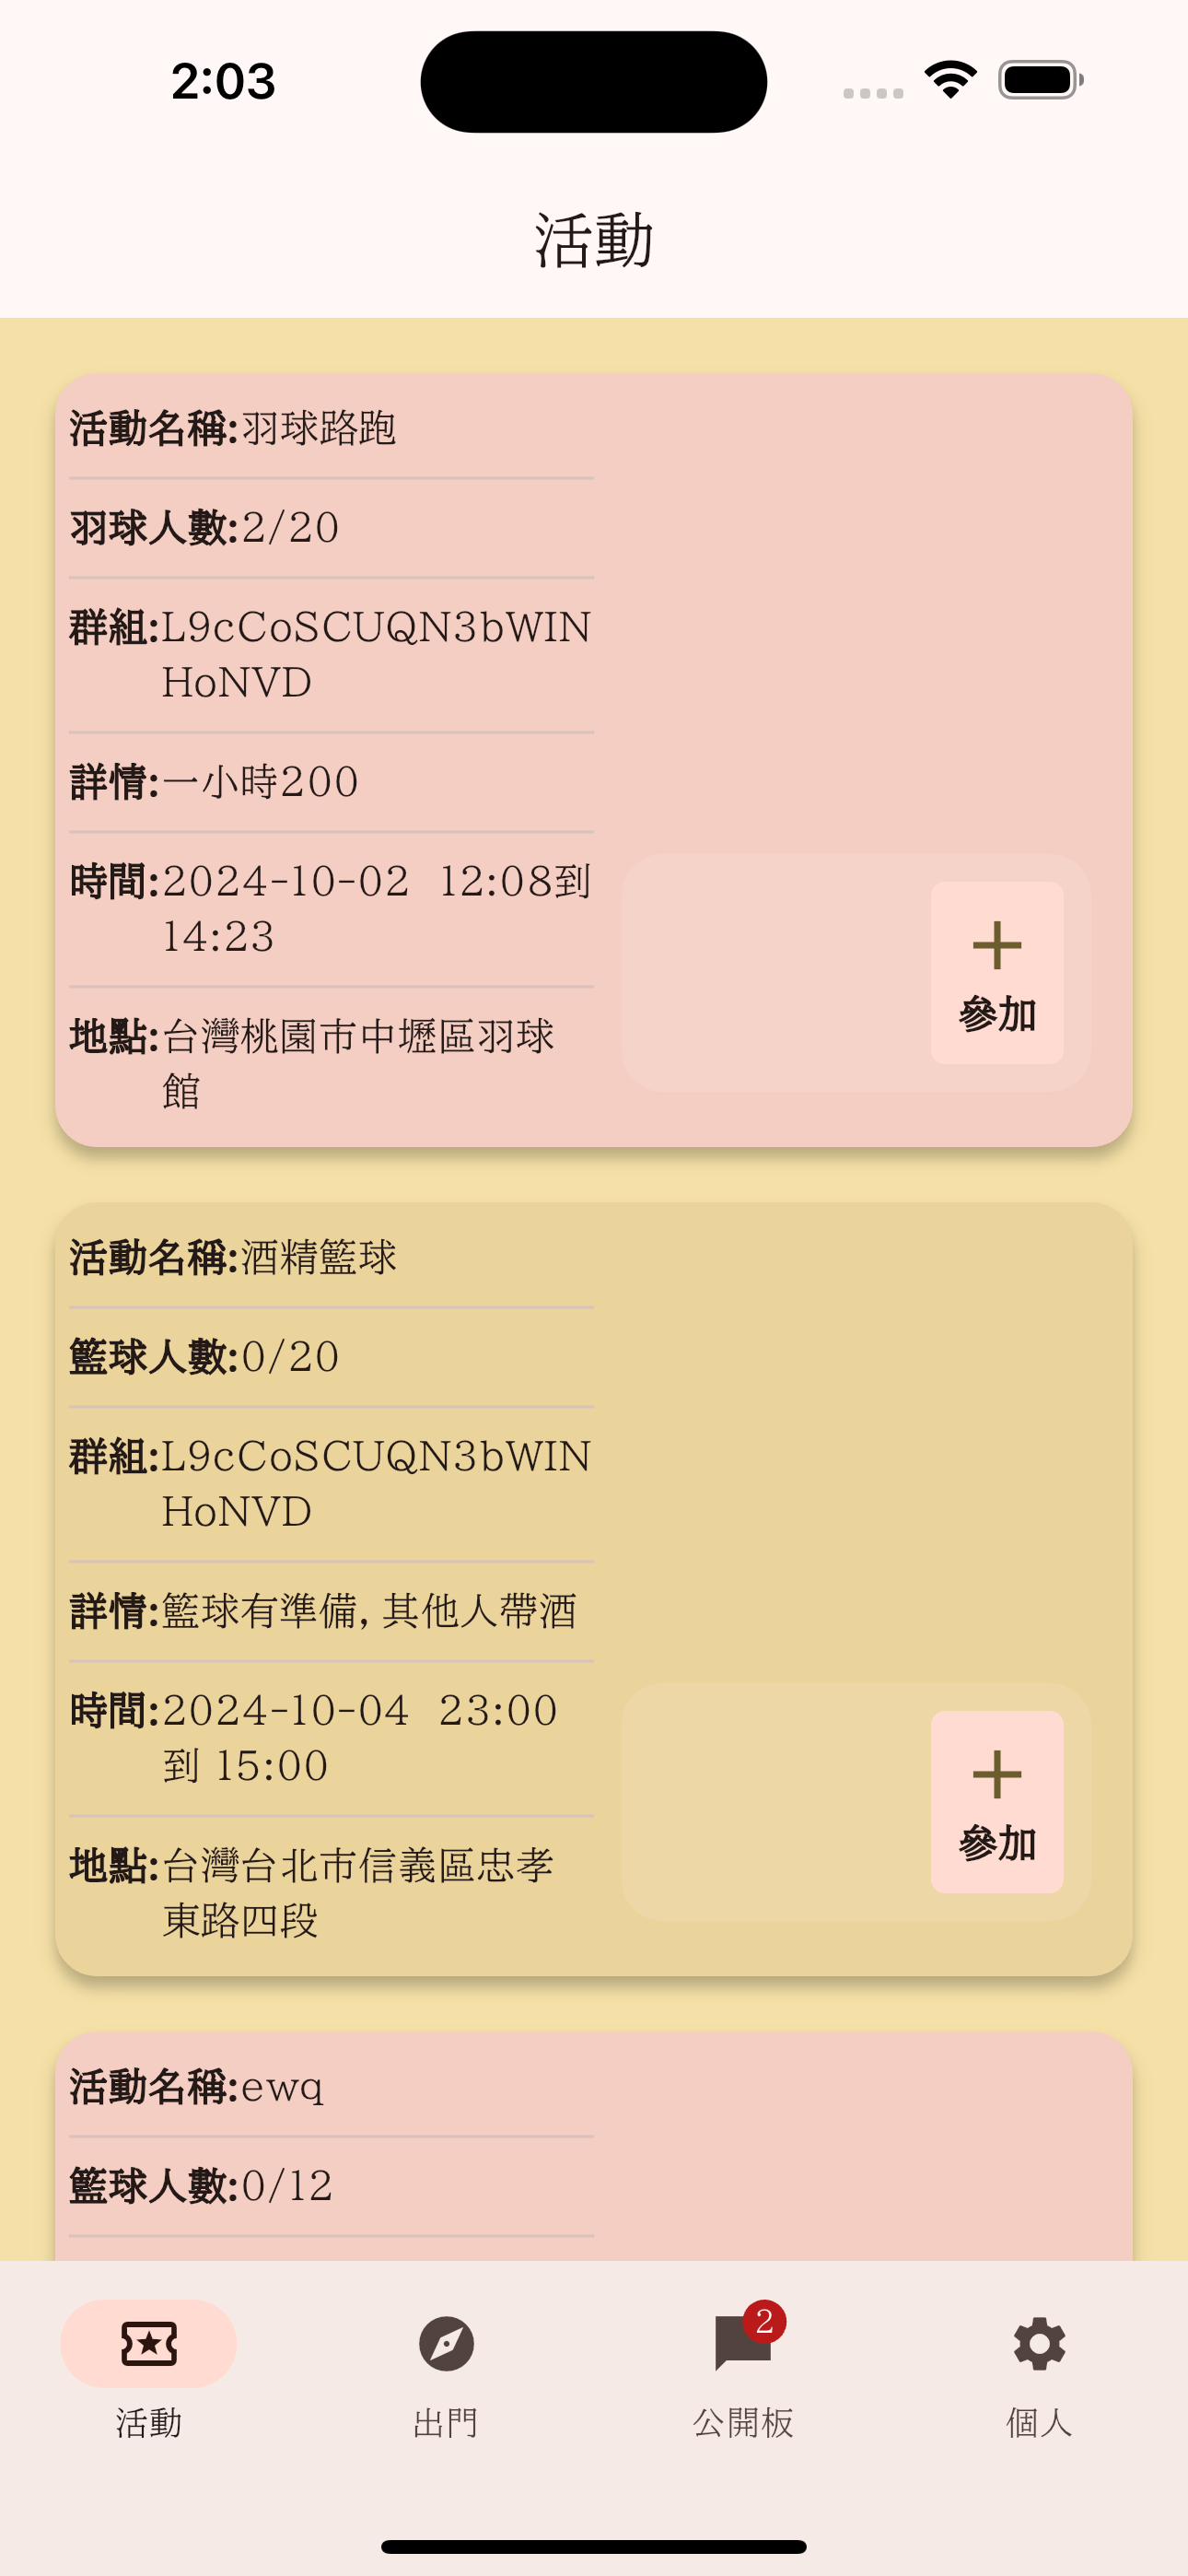 2:03
活動
活動名稱:羽球路跑
羽球人數:2/20
群組:L9cCoSCUQN3bWIN
HoNVD
詳情:一小時200
時間:2024-10-02 12:08到
14:23
地點:台灣桃園市中壢區羽球
館
參加
活動名稱:酒精籃球
籃球人數:0/20
群組:L9cCoSCUQN3bWIN
HoNVD
詳情:籃球有準備, 其他人帶酒
時間:2024-10-04 23:00
到 15:00
地點:台灣台北市信義區忠孝
東路四段
參加
活動名稱:ewq
籃球人數:0/12
2
活動
出門
公開板
個人